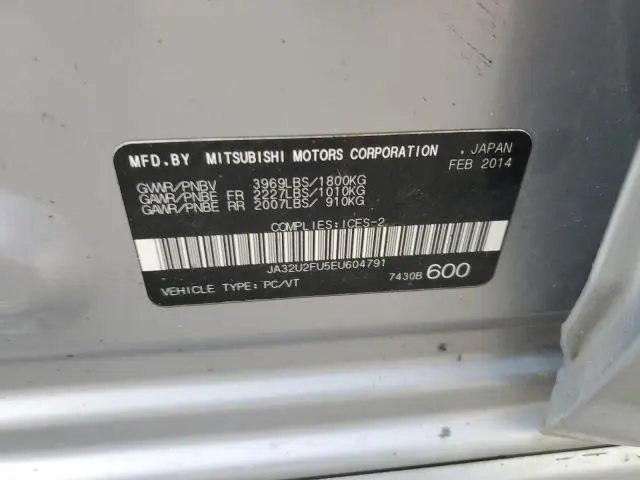 MFD.BY MITSUBISHI MOTORS CORPORATION . JAPAN
FEB 2014
GVWR/PNBV 3969LBS/1800KG
GAWR/PNBE FR 2227LBS/1010KG
GAWR/PNBE RR 2007LBS/ 910KG
COMPLIES:ICES-2
JA32U2FU5EU604791
VEHICLE TYPE: PC/VT 7430B 600